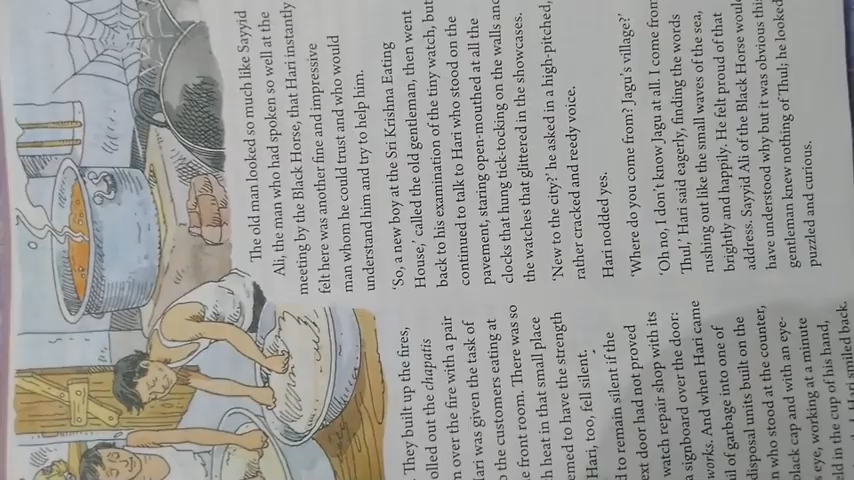 They built up the fires,
out the chapatis
over the fire with a pair
was given the task of
the customers eating at
front room. There was so
heat in that small place
to have the strength
Hari, too, fell silent.
to remain silent if the
door had not proved
watch repair shop with its
a signboard over the door:
works. And when Hari came
of garbage into one of
disposal units built on the
who stood at the counter,
black cap and with an eye-
eye, working at a minute
in the cup of his hand,
Hari smiled back.
The old man looked so much like Sayyid
Ali, the man who had spoken so well at the
meeting by the Black Horse, that Hari instantly
felt here was another fine and impressive
man whom he could trust and who would
understand him and try to help him.
'So, a new boy at the Sri Krishna Eating
House,' called the old gentleman, then went
back to his examination of the tiny watch, but
continued to talk to Hari who stood on the
pavement, staring open-mouthed at all the
clocks that hung tick-tocking on the walls and
the watches that glittered in the showcases.
'New to the city?' he asked in a high-pitched,
rather cracked and reedy voice.
Hari nodded yes.
'Where do you come from? Jagu's village?'
'Oh no, I don't know Jagu at all. I come from
Thul,' Hari said eagerly, finding the words
rushing out like the small waves of the sea,
brightly and happily. He felt proud of that
address. Sayyid Ali of the Black Horse would
have understood why but it was obvious this
gentleman knew nothing of Thul; he looked
puzzled and curious.